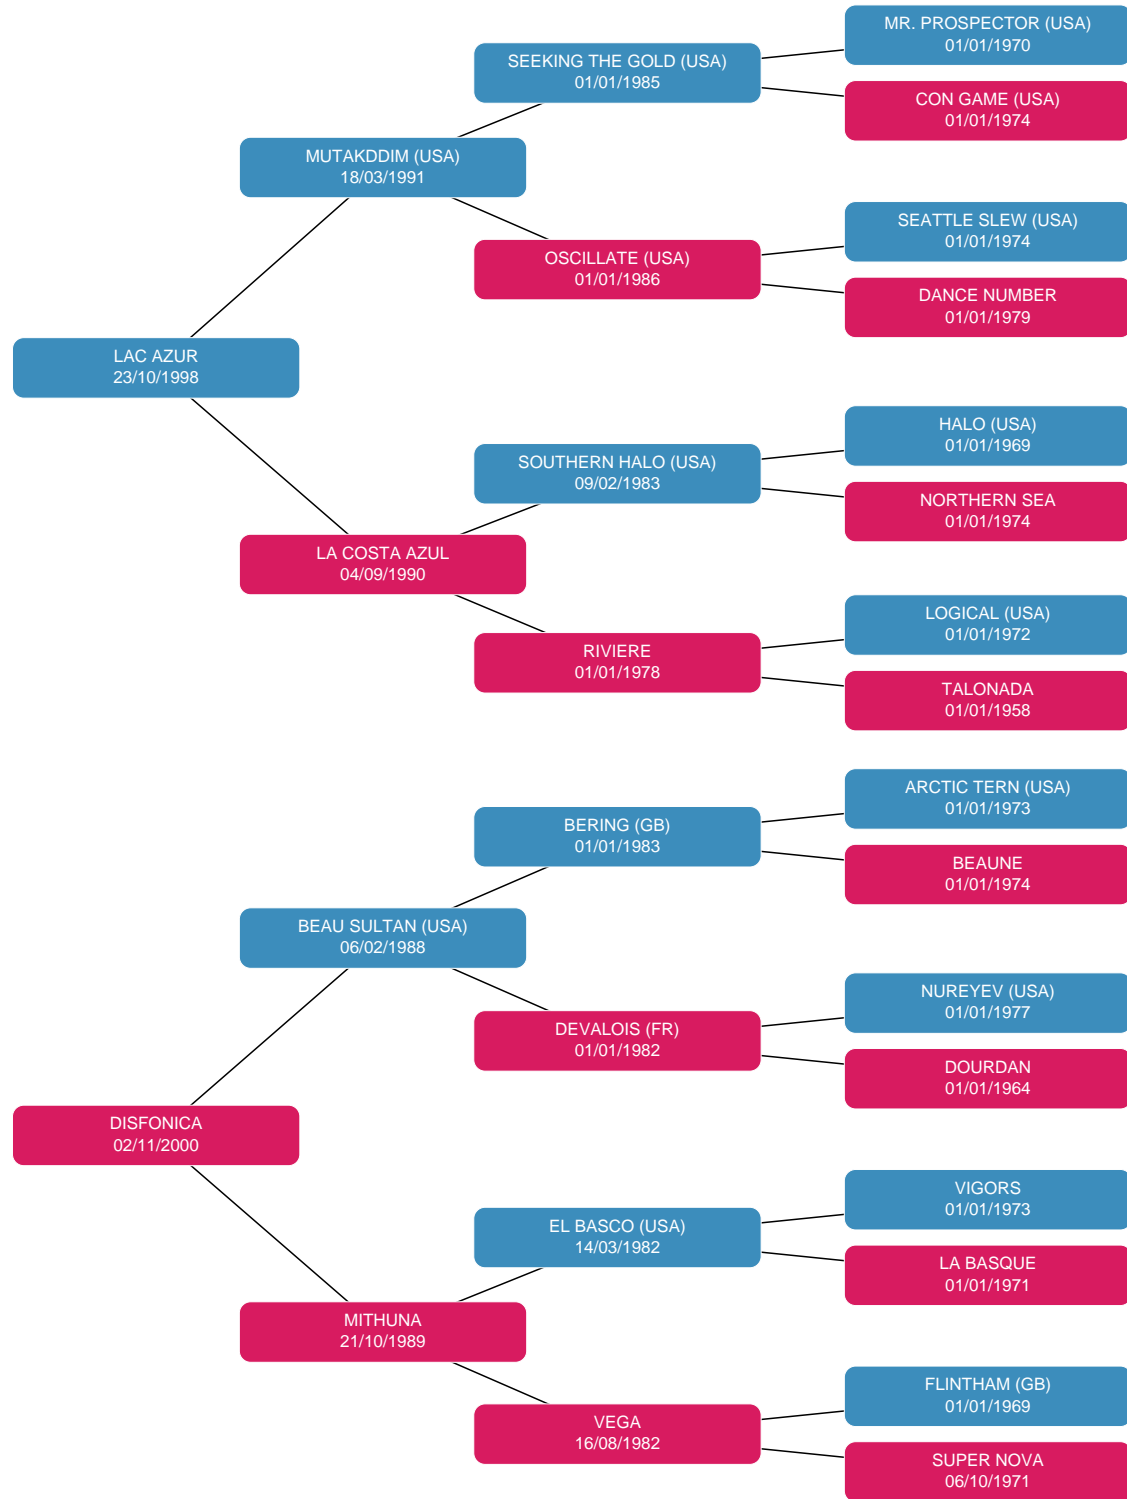 MR. PROSPECTOR (USA)
01/01/1970
SEEKING THE GOLD (USA)
01/01/1985
CON GAME (USA)
01/01/1974
MUTAKDDIM (USA)
18/03/1991
SEATTLE SLEW (USA)
01/01/1974
OSCILLATE (USA)
01/01/1986
DANCE NUMBER
01/01/1979
LAC AZUR
23/10/1998
HALO (USA)
01/01/1969
SOUTHERN HALO (USA)
09/02/1983
NORTHERN SEA
01/01/1974
LA COSTA AZUL
04/09/1990
LOGICAL (USA)
01/01/1972
RIVIERE
01/01/1978
TALONADA
01/01/1958
ARCTIC TERN (USA)
01/01/1973
BERING (GB)
01/01/1983
BEAUNE
01/01/1974
BEAU SULTAN (USA)
06/02/1988
NUREYEV (USA)
01/01/1977
DEVALOIS (FR)
01/01/1982
DOURDAN
01/01/1964
DISFONICA
02/11/2000
VIGORS
01/01/1973
EL BASCO (USA)
14/03/1982
LA BASQUE
01/01/1971
MITHUNA
21/10/1989
FLINTHAM (GB)
01/01/1969
VEGA
16/08/1982
SUPER NOVA
06/10/1971